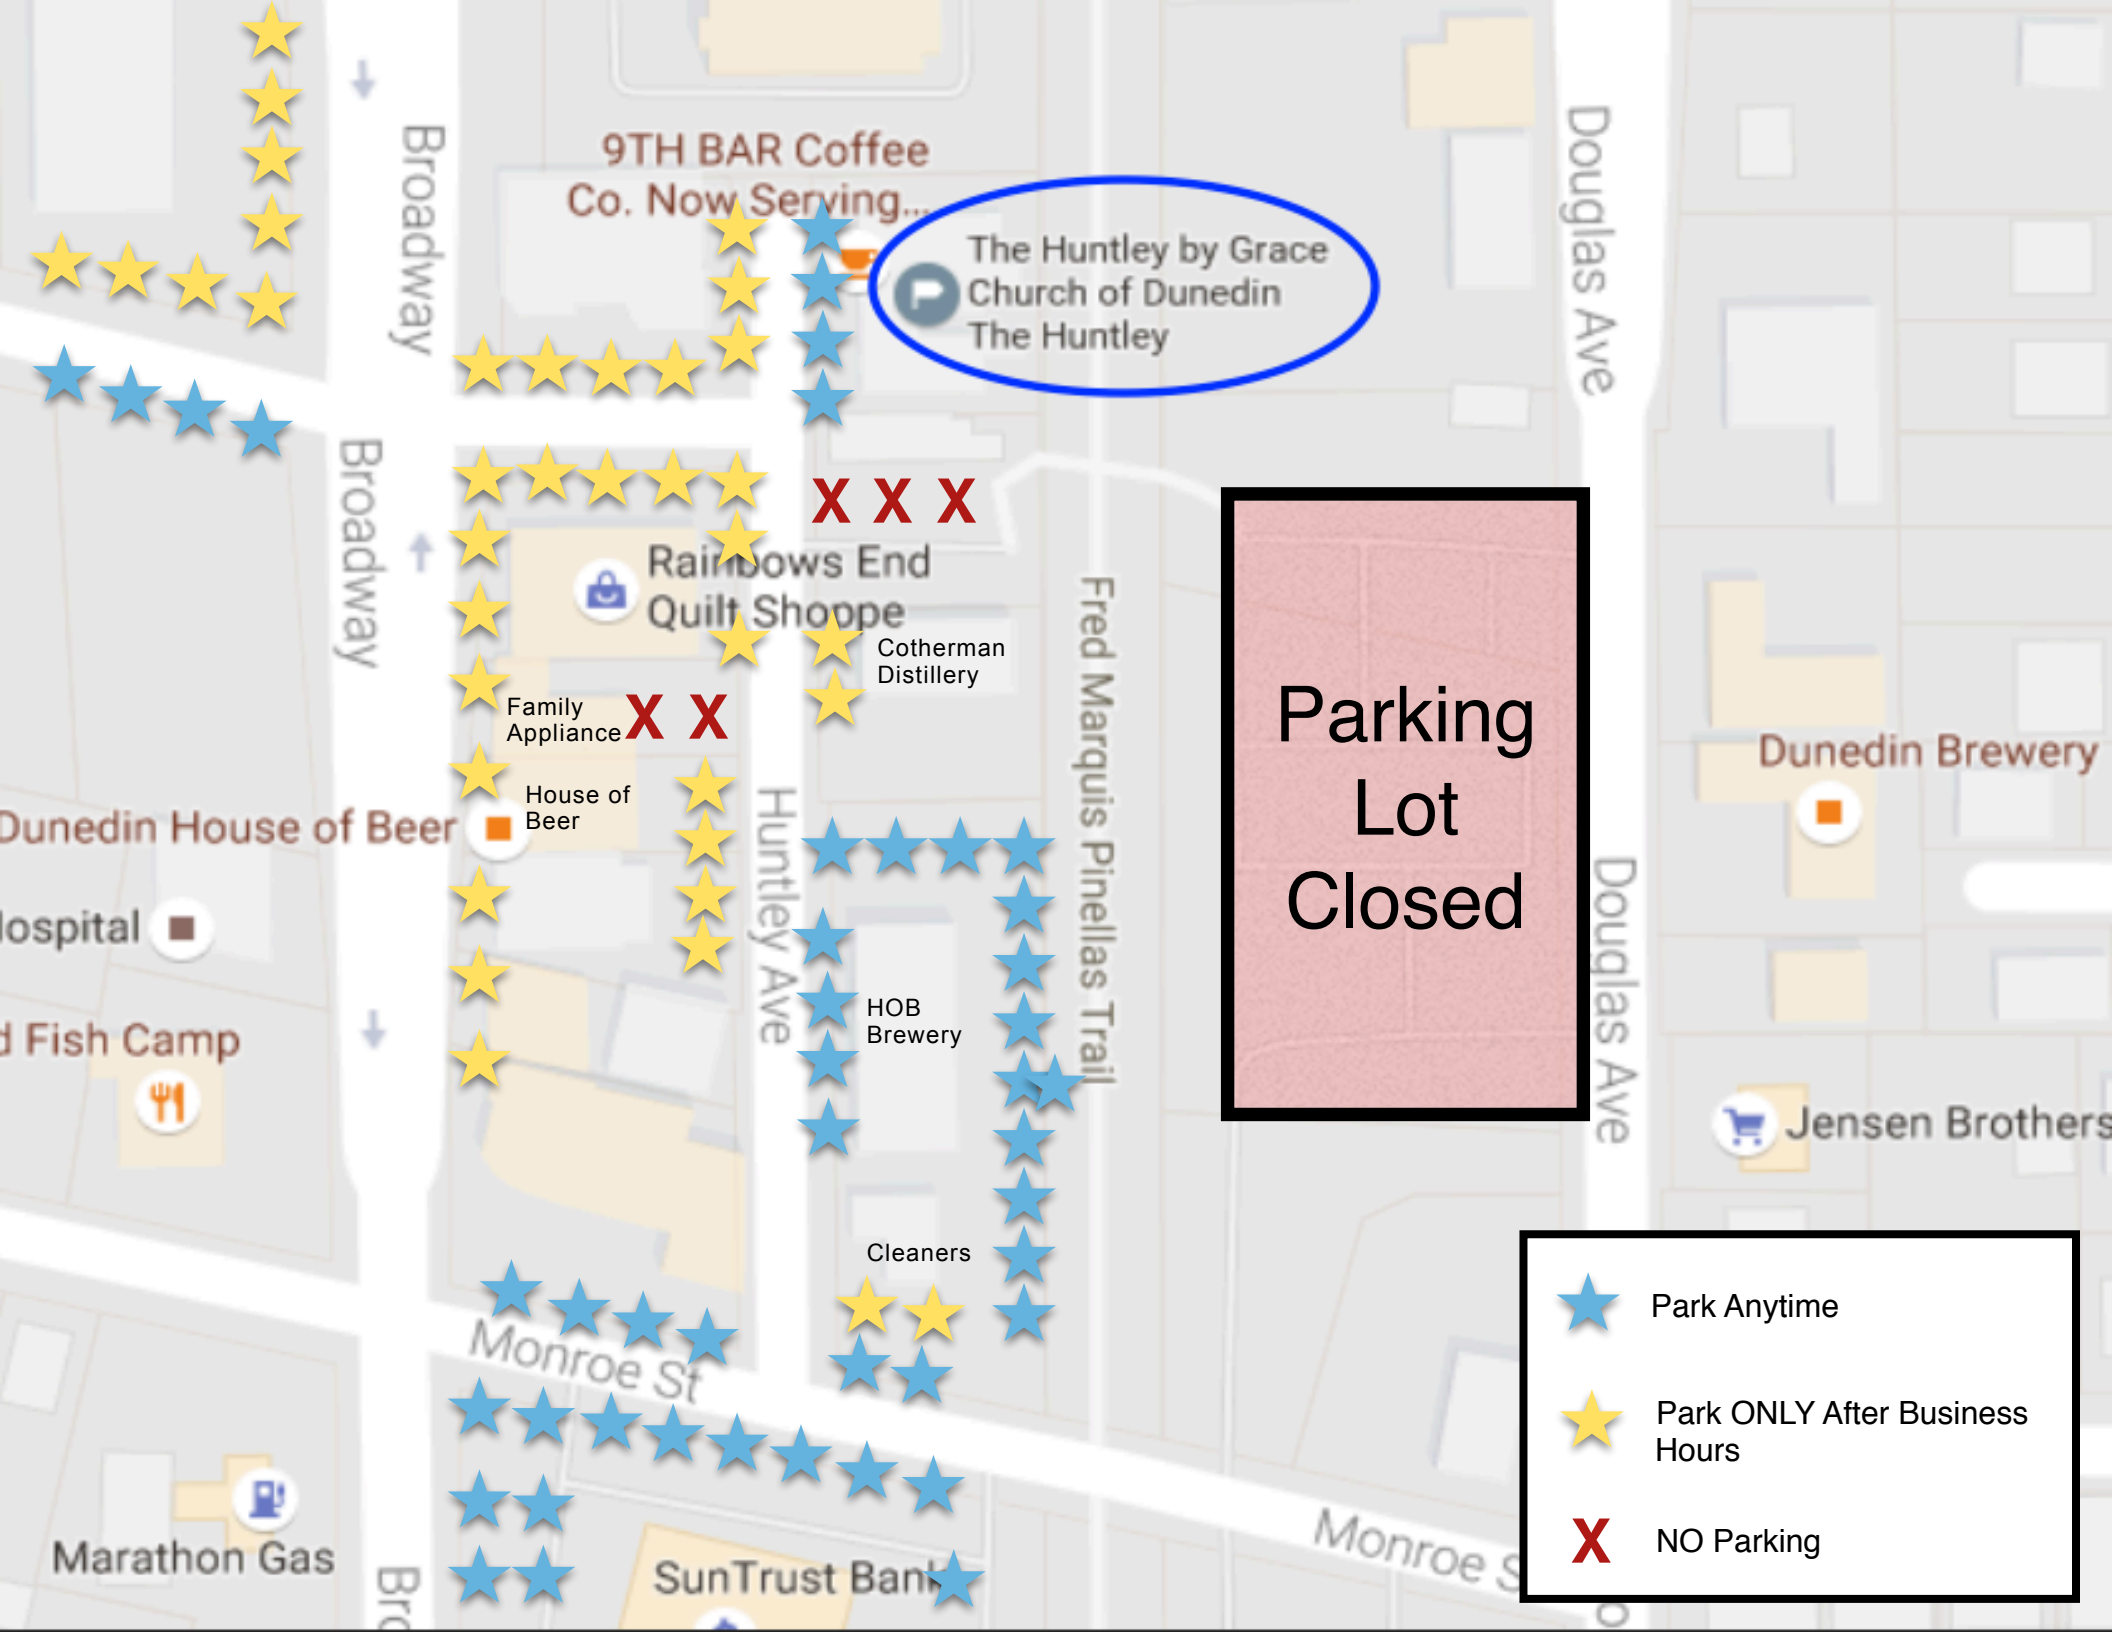 Broadway
9TH BAR Coffee
Co. Now Serving...
The Huntley by Grace
Church of Dunedin
The Huntley
Douglas Ave
Broadway
X X X
Rainbows End
Quilt Shoppe
Cotherman
Distillery
Fred Marquis Pinellas Trail
Family
Appliance
X X
House of
Beer
Dunedin House of Beer
Huntley Ave
Parking
Lot
Closed
Dunedin Brewery
Douglas Ave
Hospital
HOB
Brewery
d Fish Camp
Jensen Brothers
Cleaners
Monroe St
Marathon Gas
SunTrust Bank
Bro
Monroe S
Park Anytime
Park ONLY After Business
Hours
X NO Parking